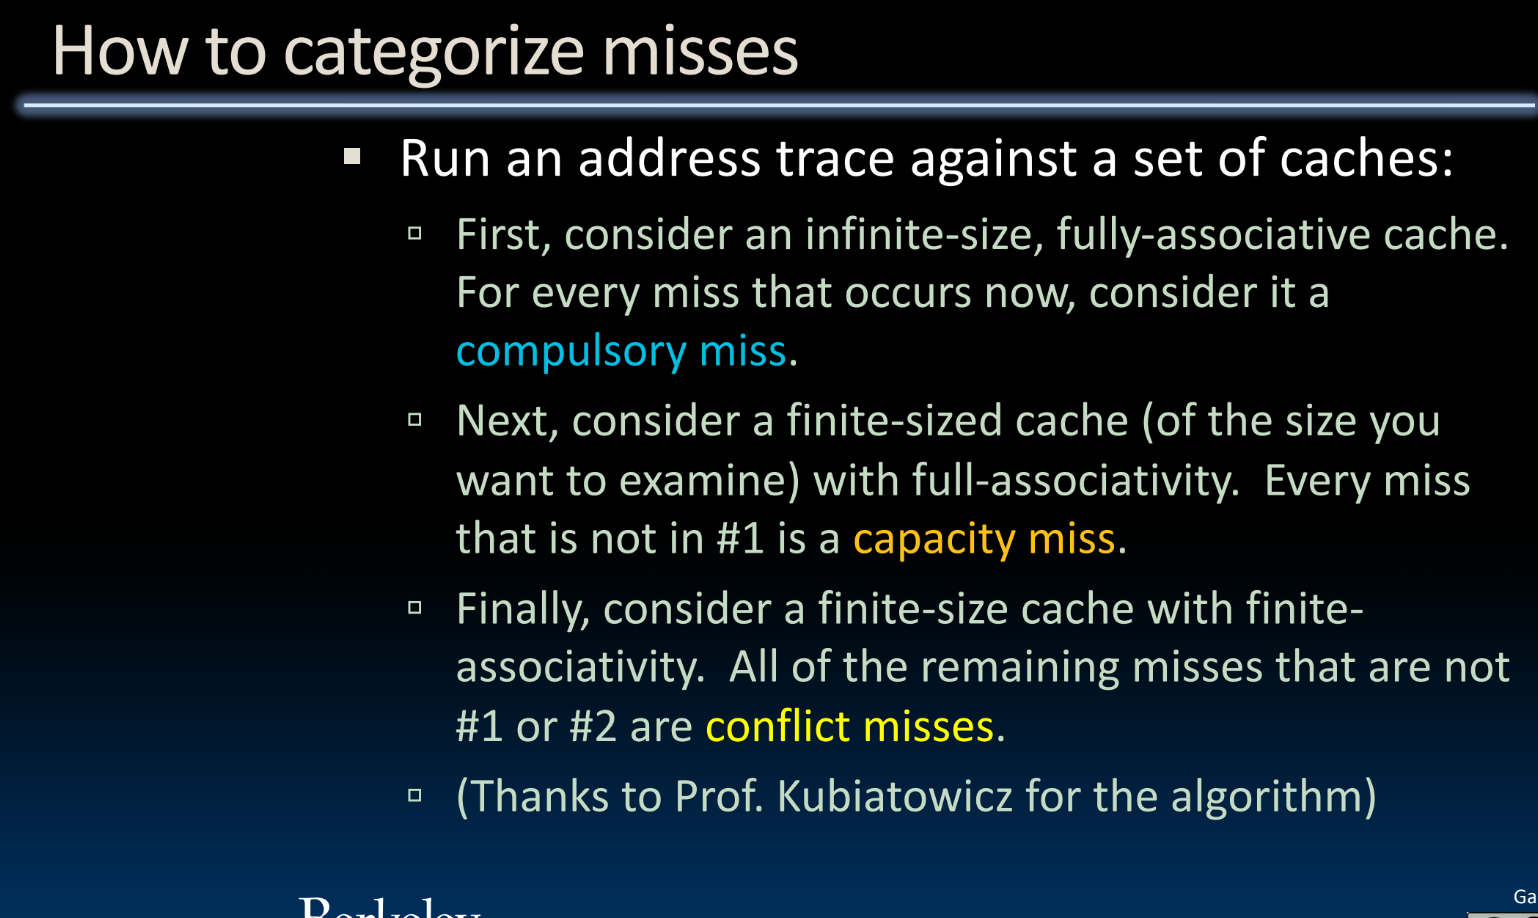 How to categorize misses
Run an address trace against a set of caches:
First, consider an infinite-size, fully-associative cache.
For every miss that occurs now, consider it a
compulsory miss.
Next, consider a finite-sized cache (of the size you
want to examine) with full-associativity.  Every miss
that is not in #1 is a capacity miss.
Finally, consider a finite-size cache with finite-
associativity.  All of the remaining misses that are not
#1 or #2 are conflict misses.
(Thanks to Prof. Kubiatowicz for the algorithm)
Berkeley
Ga